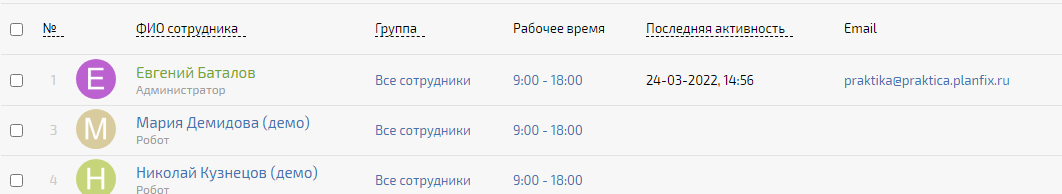 № ФИО сотрудника Группа Рабочее время Последняя активность Email
1 Е Евгений Баталов Все сотрудники 9:00 - 18:00 24-03-2022, 14:56 praktika@praktica.planfix.ru
Администратор
3 М Мария Демидова (демо) Все сотрудники 9:00 - 18:00
Робот
4 Н Николай Кузнецов (демо) Все сотрудники 9:00 - 18:00
Робот